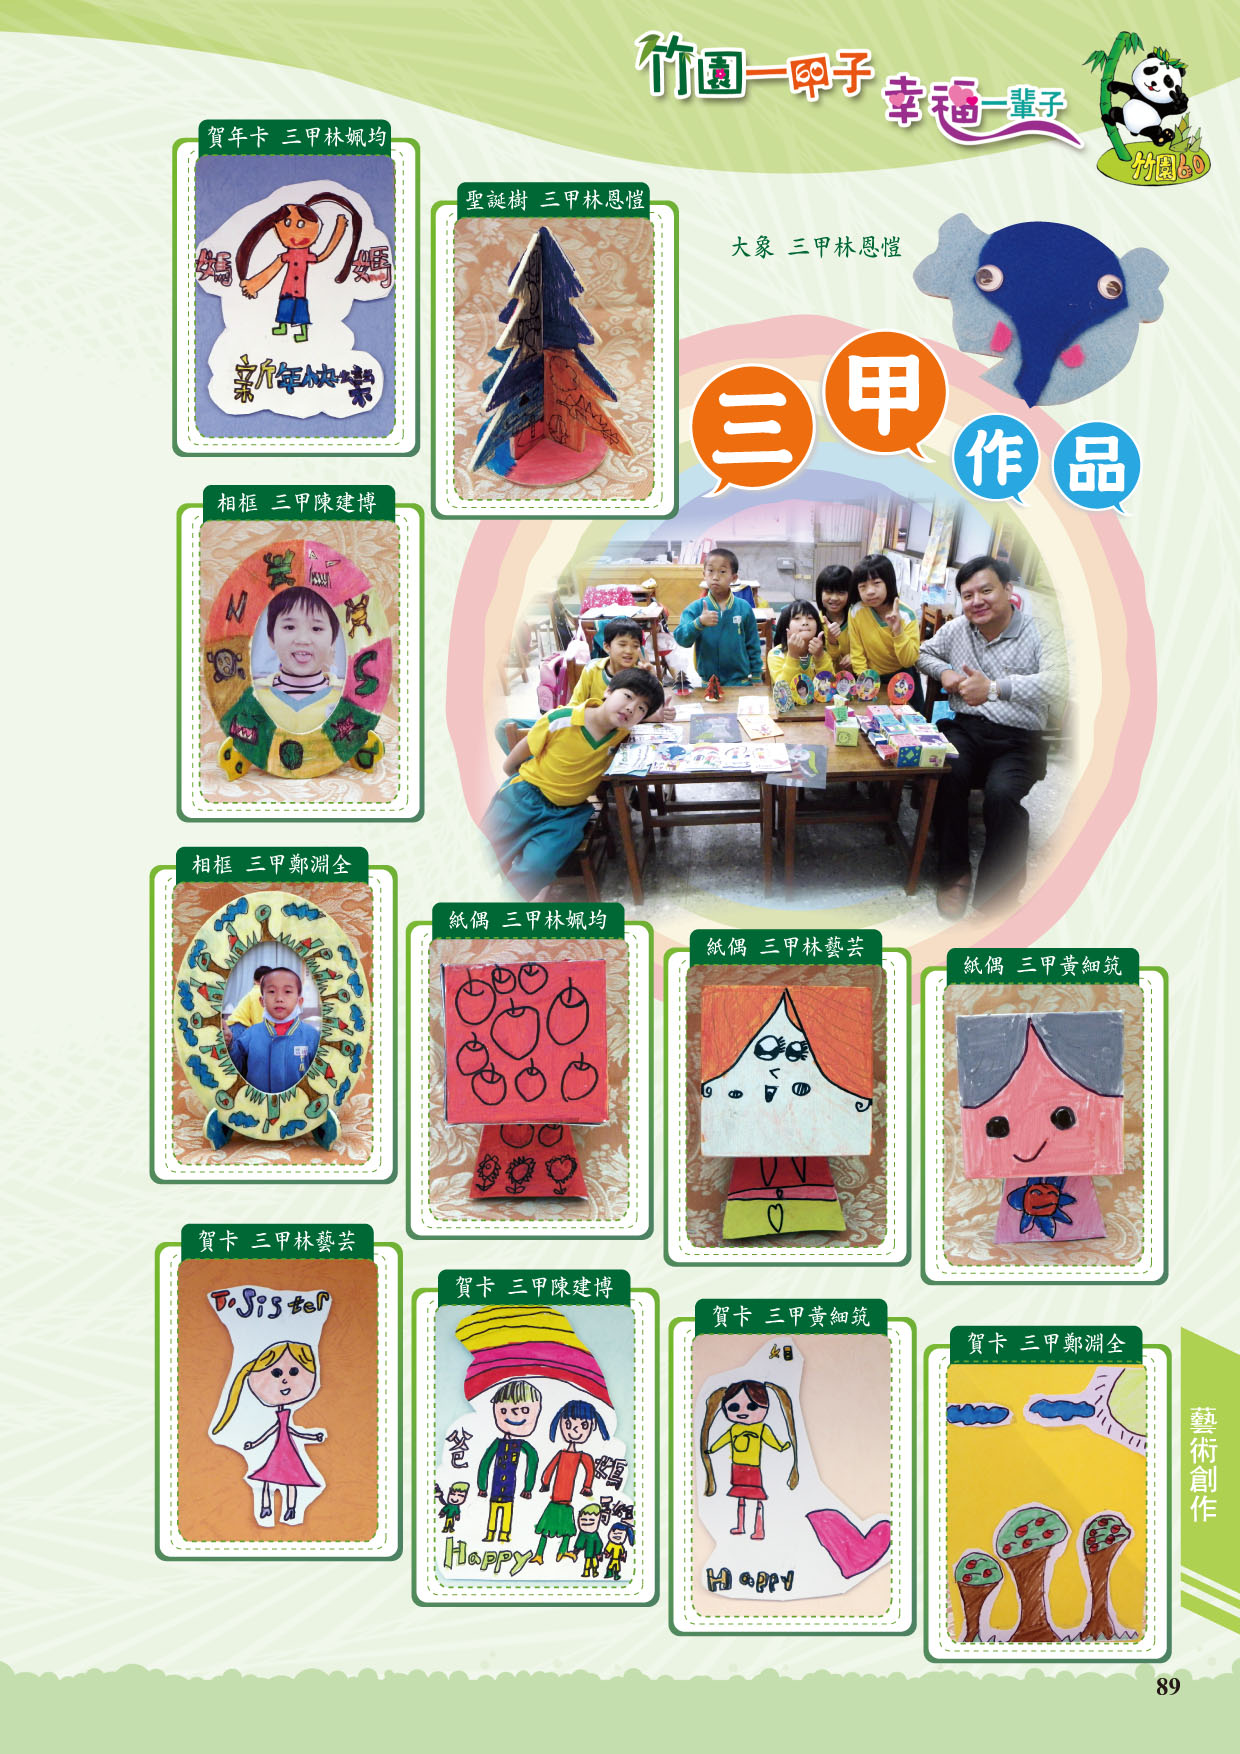 竹園一甲子
幸福一輩子
竹園60
賀年卡 三甲林姵均
媽 媽
新年快樂
聖誕樹 三甲林恩愷
大象 三甲林恩愷
三甲作品
相框 三甲陳建博
N
S
相框 三甲鄭淵全
紙偶 三甲林姵均
紙偶 三甲林藝芸
紙偶 三甲黃細筑
賀卡 三甲林藝芸
To Sister
賀卡 三甲陳建博
爸
媽
Happy
賀卡 三甲黃細筑
Happy
賀卡 三甲鄭淵全
藝術創作
89